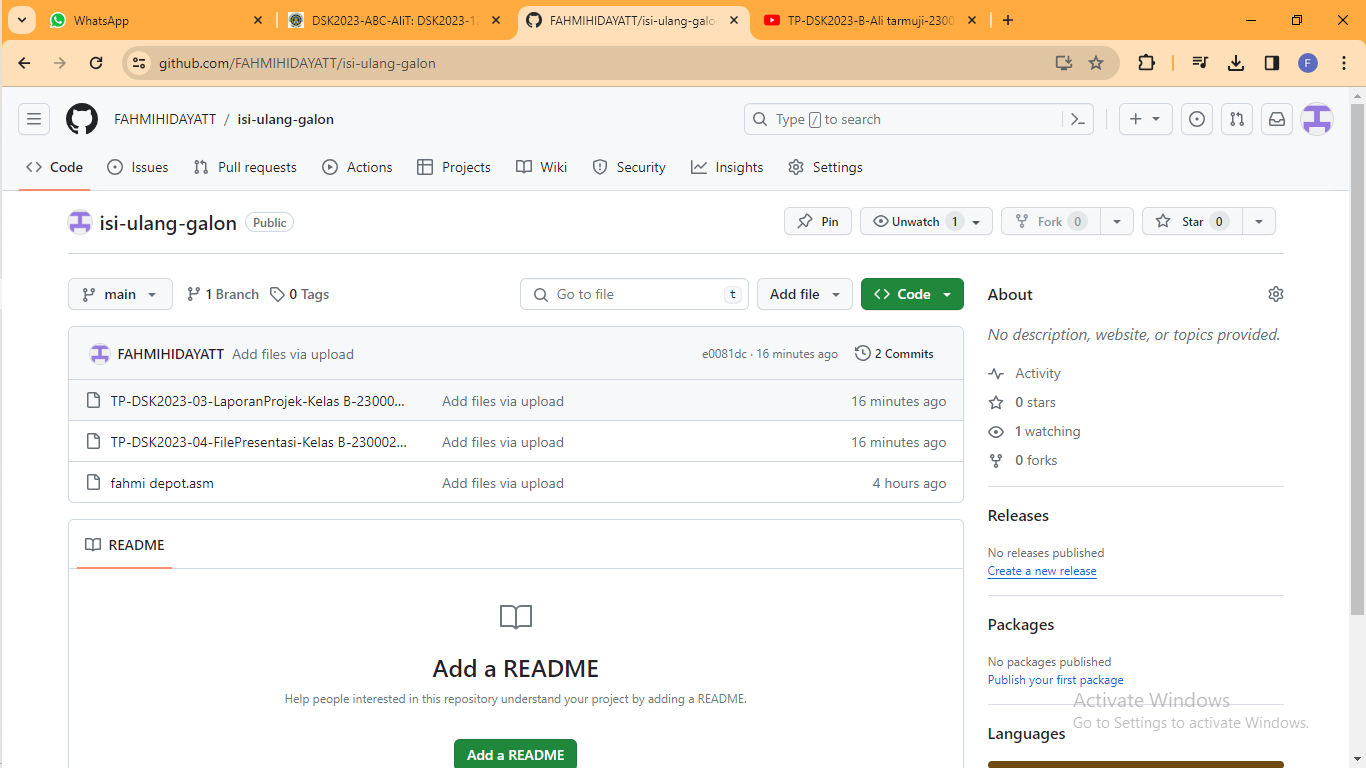 WhatsApp
DSK2023-ABC-AliT: DSK2023-12
FAHMIHIDAYATT/isi-ulang-galo
TP-DSK2023-B-Ali tarmuji-2300
github.com/FAHMIHIDAYATT/isi-ulang-galon
F
FAHMIHIDAYATT / isi-ulang-galon
Type / to search
Code Issues Pull requests Actions Projects Wiki Security Insights Settings
isi-ulang-galon Public
Pin Unwatch 1 Fork 0 Star 0
main 1 Branch 0 Tags
Go to file t
Add file
Code
FAHMIHIDAYATT Add files via upload e0081dc · 16 minutes ago 2 Commits
TP-DSK2023-03-LaporanProjek-Kelas B-23000... Add files via upload 16 minutes ago
TP-DSK2023-04-FilePresentasi-Kelas B-230002... Add files via upload 16 minutes ago
fahmi depot.asm Add files via upload 4 hours ago
README
Add a README
Help people interested in this repository understand your project by adding a README.
Add a README
About
No description, website, or topics provided.
Activity
0 stars
1 watching
0 forks
Releases
No releases published
Create a new release
Packages
No packages published
Publish your first package
Languages
Activate Windows
Go to Settings to activate Windows.